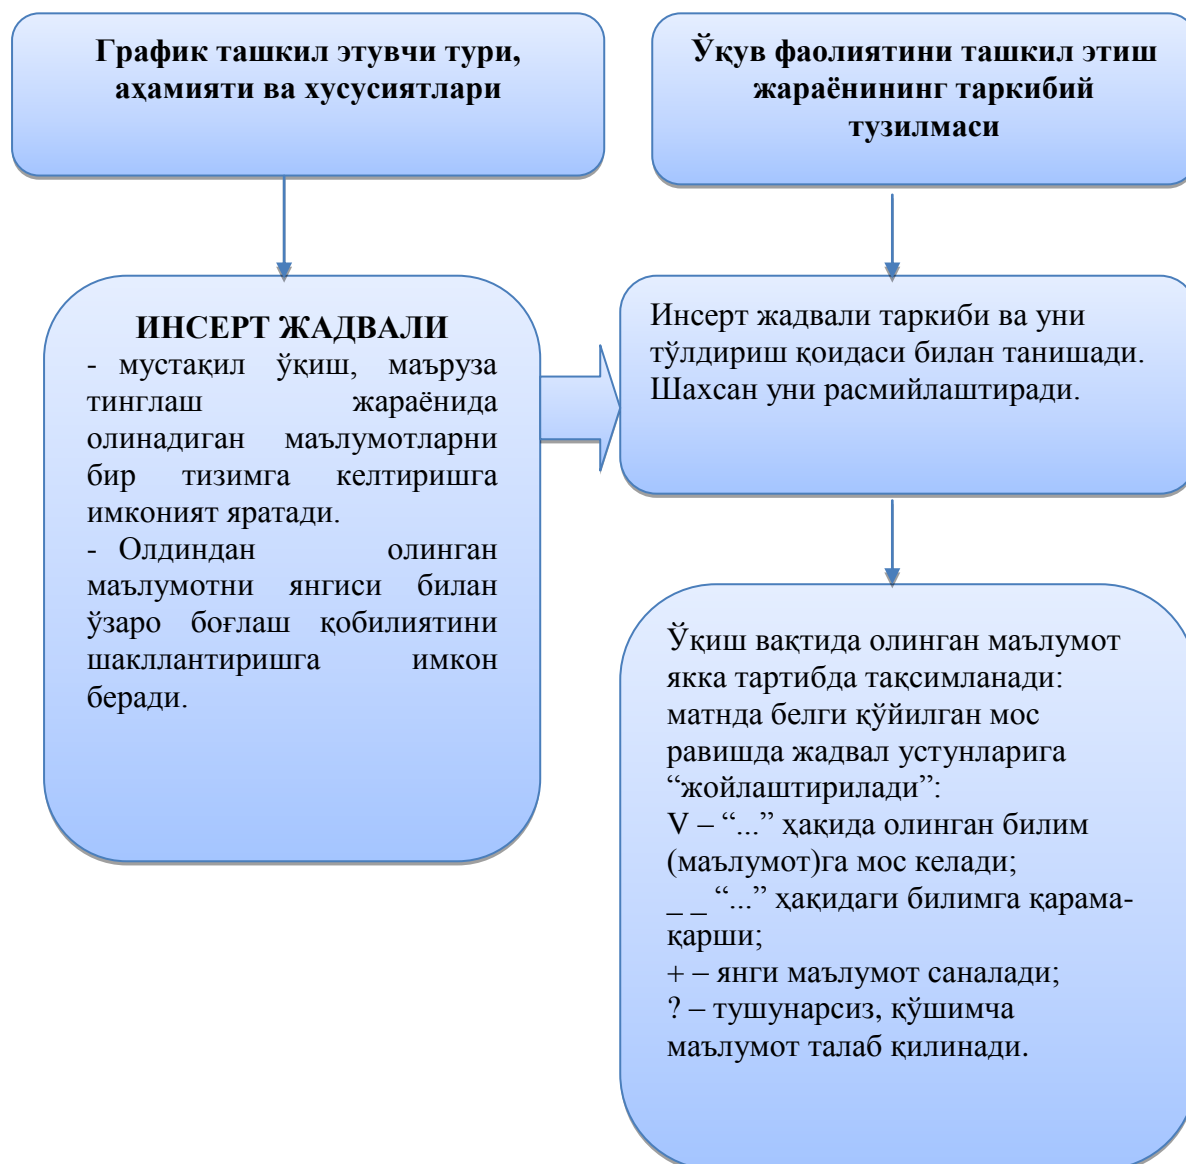 График ташкил этувчи тури,
аҳамияти ва хусусиятлари
Ўқув фаолиятини ташкил этиш
жараёнининг таркибий
тузилмаси
ИНСЕРТ ЖАДВАЛИ
- мустақил ўқиш, маъруза
тинглаш жараёнида
олинадиган маълумотларни
бир тизимга келтиришга
имконият яратади.
- Олдиндан олинган
маълумотни янгиси билан
ўзаро боғлаш қобилиятини
шакллантиришга имкон
беради.
Инсерт жадвали таркиби ва уни
тўлдириш қоидаси билан танишади.
Шахсан уни расмийлаштиради.
Ўқиш вақтида олинган маълумот
якка тартибда тақсимланади:
матнда белги қўйилган мос
равишда жадвал устунларига
“жойлаштирилади”:
V – “...” ҳақида олинган билим
(маълумот)га мос келади;
_ _ “...” ҳақидаги билимга қарама-
қарши;
+ – янги маълумот саналади;
? – тушунарсиз, қўшимча
маълумот талаб қилинади.